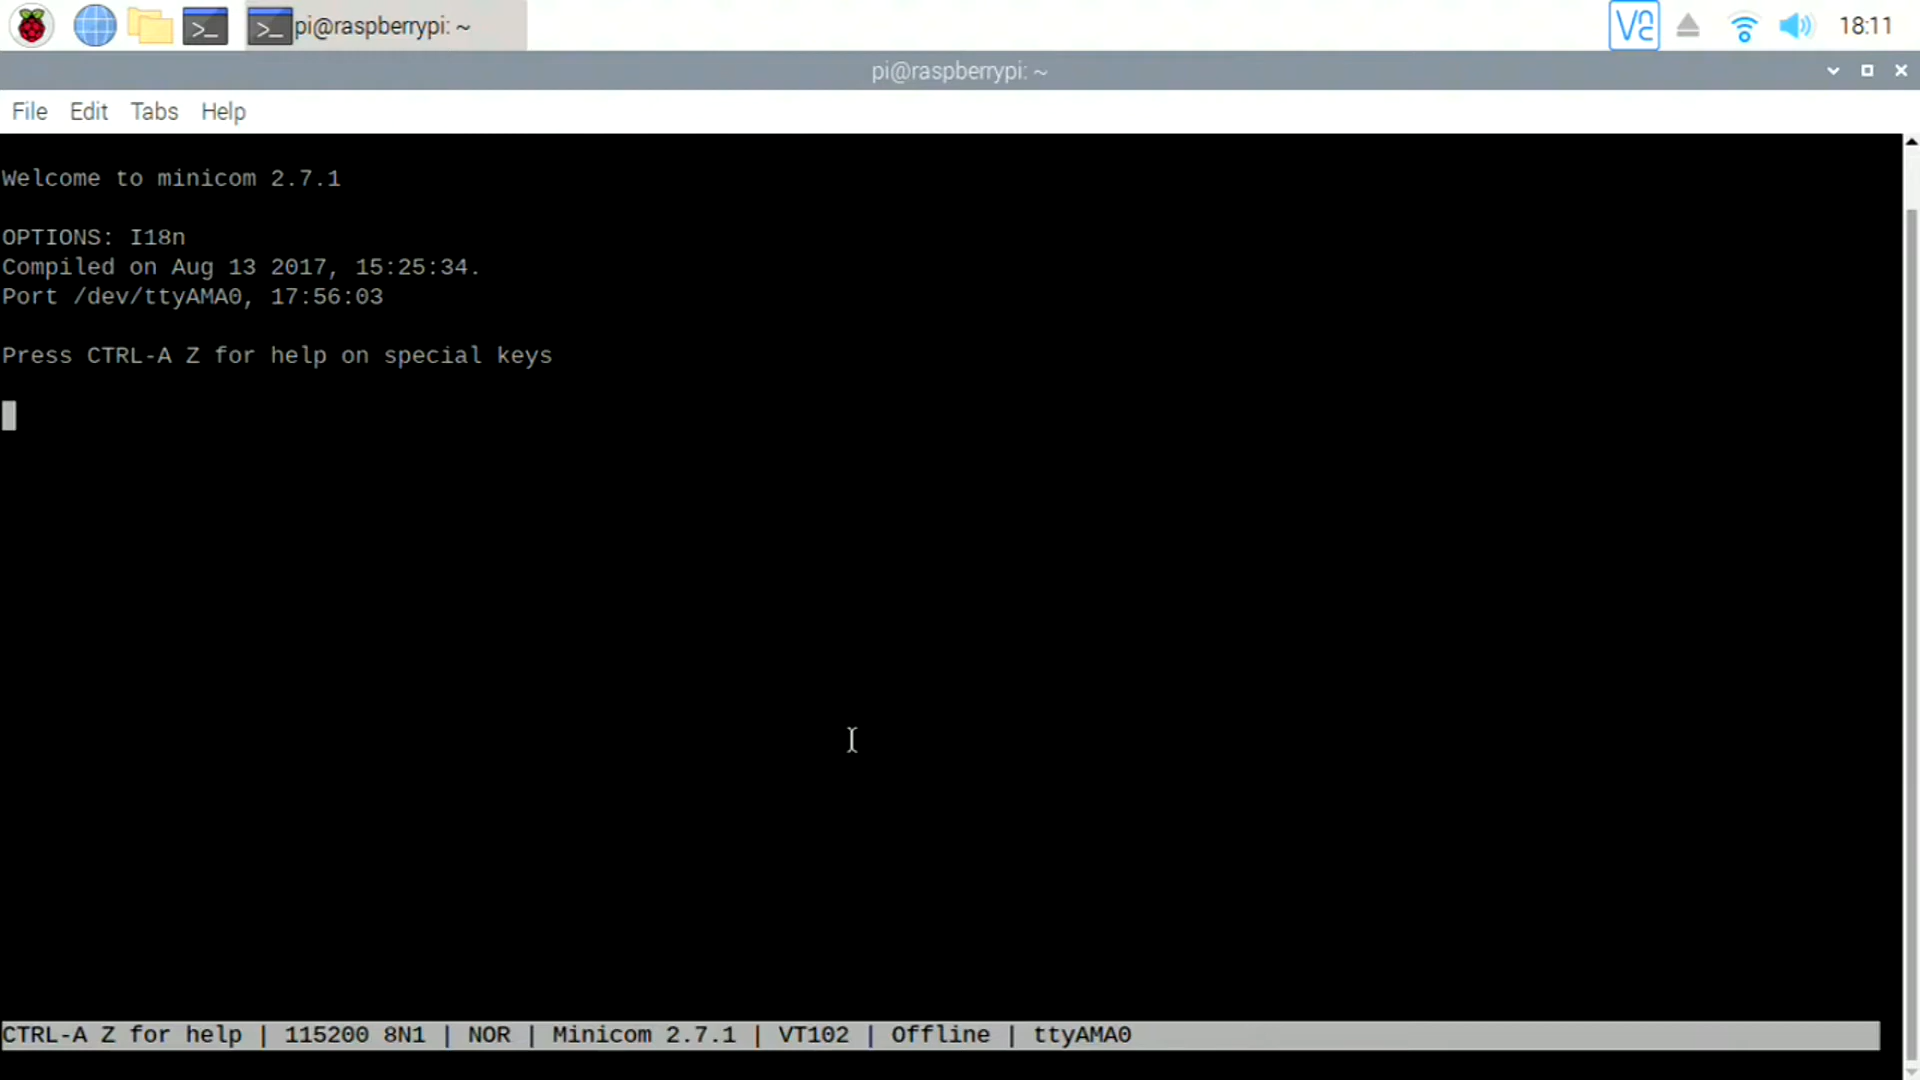 pi@raspberrypi: ~
18:11
pi@raspberrypi: ~
File Edit Tabs Help
Welcome to minicom 2.7.1
OPTIONS: I18n
Compiled on Aug 13 2017, 15:25:34.
Port /dev/ttyAMA0, 17:56:03
Press CTRL-A Z for help on special keys
CTRL-A Z for help | 115200 8N1 | NOR | Minicom 2.7.1 | VT102 | Offline | ttyAMA0